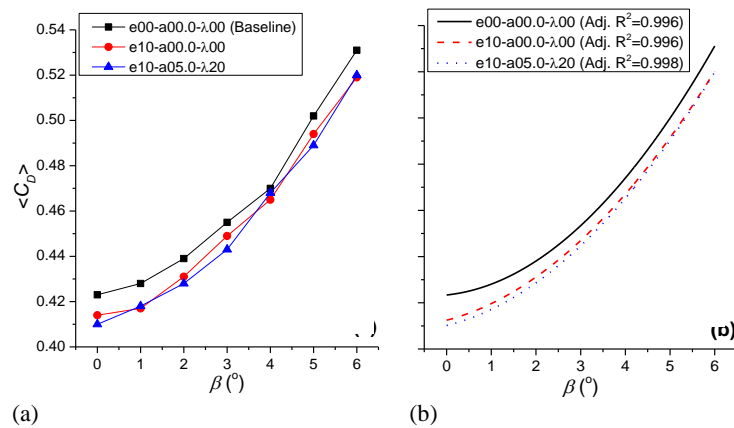 e00-a00.0-λ00 (Baseline)
e10-a00.0-λ00
e10-a05.0-λ20
0.54
0.52
0.50
0.48
0.46
0.44
0.42
0.40
<C_D>
0 1 2 3 4 5 6
β (°)
(a)
e00-a00.0-λ00 (Adj. R²=0.996)
e10-a00.0-λ00 (Adj. R²=0.996)
e10-a05.0-λ20 (Adj. R²=0.998)
0 1 2 3 4 5 6
β (°)
(b)